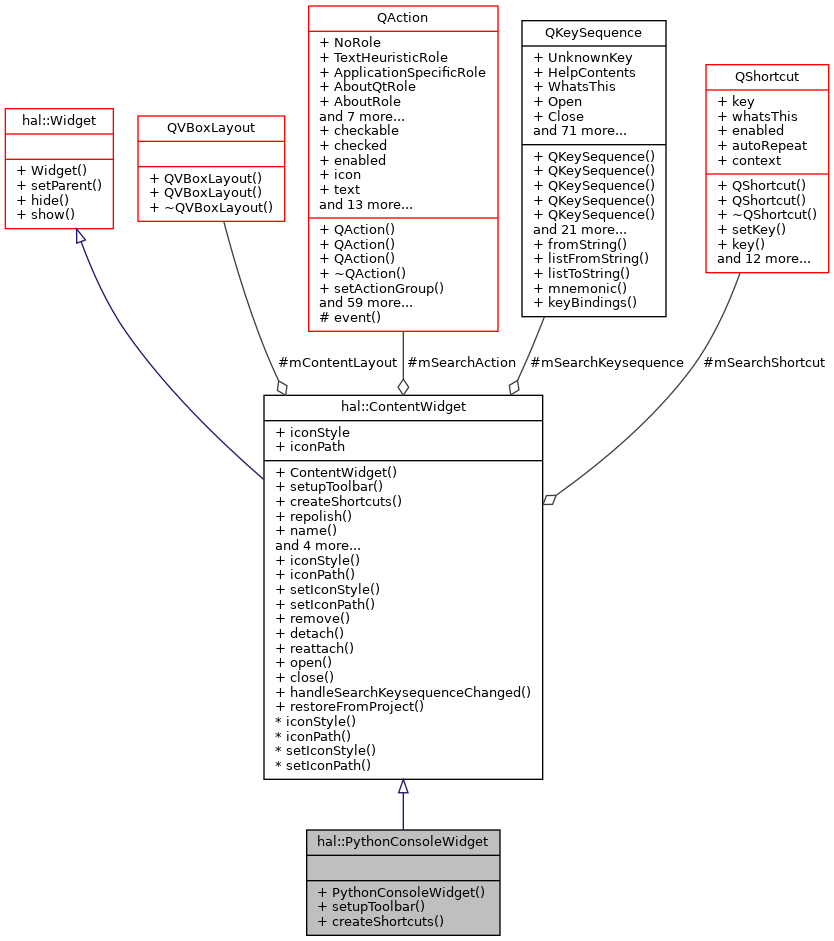 QAction
+ NoRole
+ TextHeuristicRole
+ ApplicationSpecificRole
+ AboutQtRole
+ AboutRole
and 7 more...
+ checkable
+ checked
+ enabled
+ icon
+ text
and 13 more...
+ QAction()
+ QAction()
+ QAction()
+ ~QAction()
+ setActionGroup()
and 59 more...
# event()
QKeySequence
+ UnknownKey
+ HelpContents
+ WhatsThis
+ Open
+ Close
and 71 more...
+ QKeySequence()
+ QKeySequence()
+ QKeySequence()
+ QKeySequence()
+ QKeySequence()
and 21 more...
+ fromString()
+ listFromString()
+ listToString()
+ mnemonic()
+ keyBindings()
QShortcut
+ key
+ whatsThis
+ enabled
+ autoRepeat
+ context
+ QShortcut()
+ QShortcut()
+ ~QShortcut()
+ setKey()
+ key()
and 12 more...
hal::Widget
+ Widget()
+ setParent()
+ hide()
+ show()
QVBoxLayout
+ QVBoxLayout()
+ QVBoxLayout()
+ ~QVBoxLayout()
#mContentLayout
#mSearchAction
#mSearchKeysequence
#mSearchShortcut
hal::ContentWidget
+ iconStyle
+ iconPath
+ ContentWidget()
+ setupToolbar()
+ createShortcuts()
+ repolish()
+ name()
and 4 more...
+ iconStyle()
+ iconPath()
+ setIconStyle()
+ setIconPath()
+ remove()
+ detach()
+ reattach()
+ open()
+ close()
+ handleSearchKeysequenceChanged()
+ restoreFromProject()
* iconStyle()
* iconPath()
* setIconStyle()
* setIconPath()
hal::PythonConsoleWidget
+ PythonConsoleWidget()
+ setupToolbar()
+ createShortcuts()